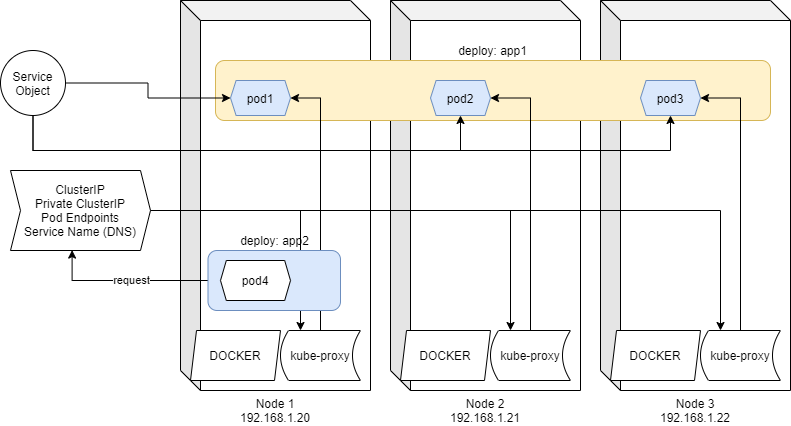 deploy: app1
Service
Object
pod1
pod2
pod3
ClusterIP
Private ClusterIP
Pod Endpoints
Service Name (DNS)
deploy: app2
request
pod4
DOCKER
kube-proxy
DOCKER
kube-proxy
DOCKER
kube-proxy
Node 1
192.168.1.20
Node 2
192.168.1.21
Node 3
192.168.1.22